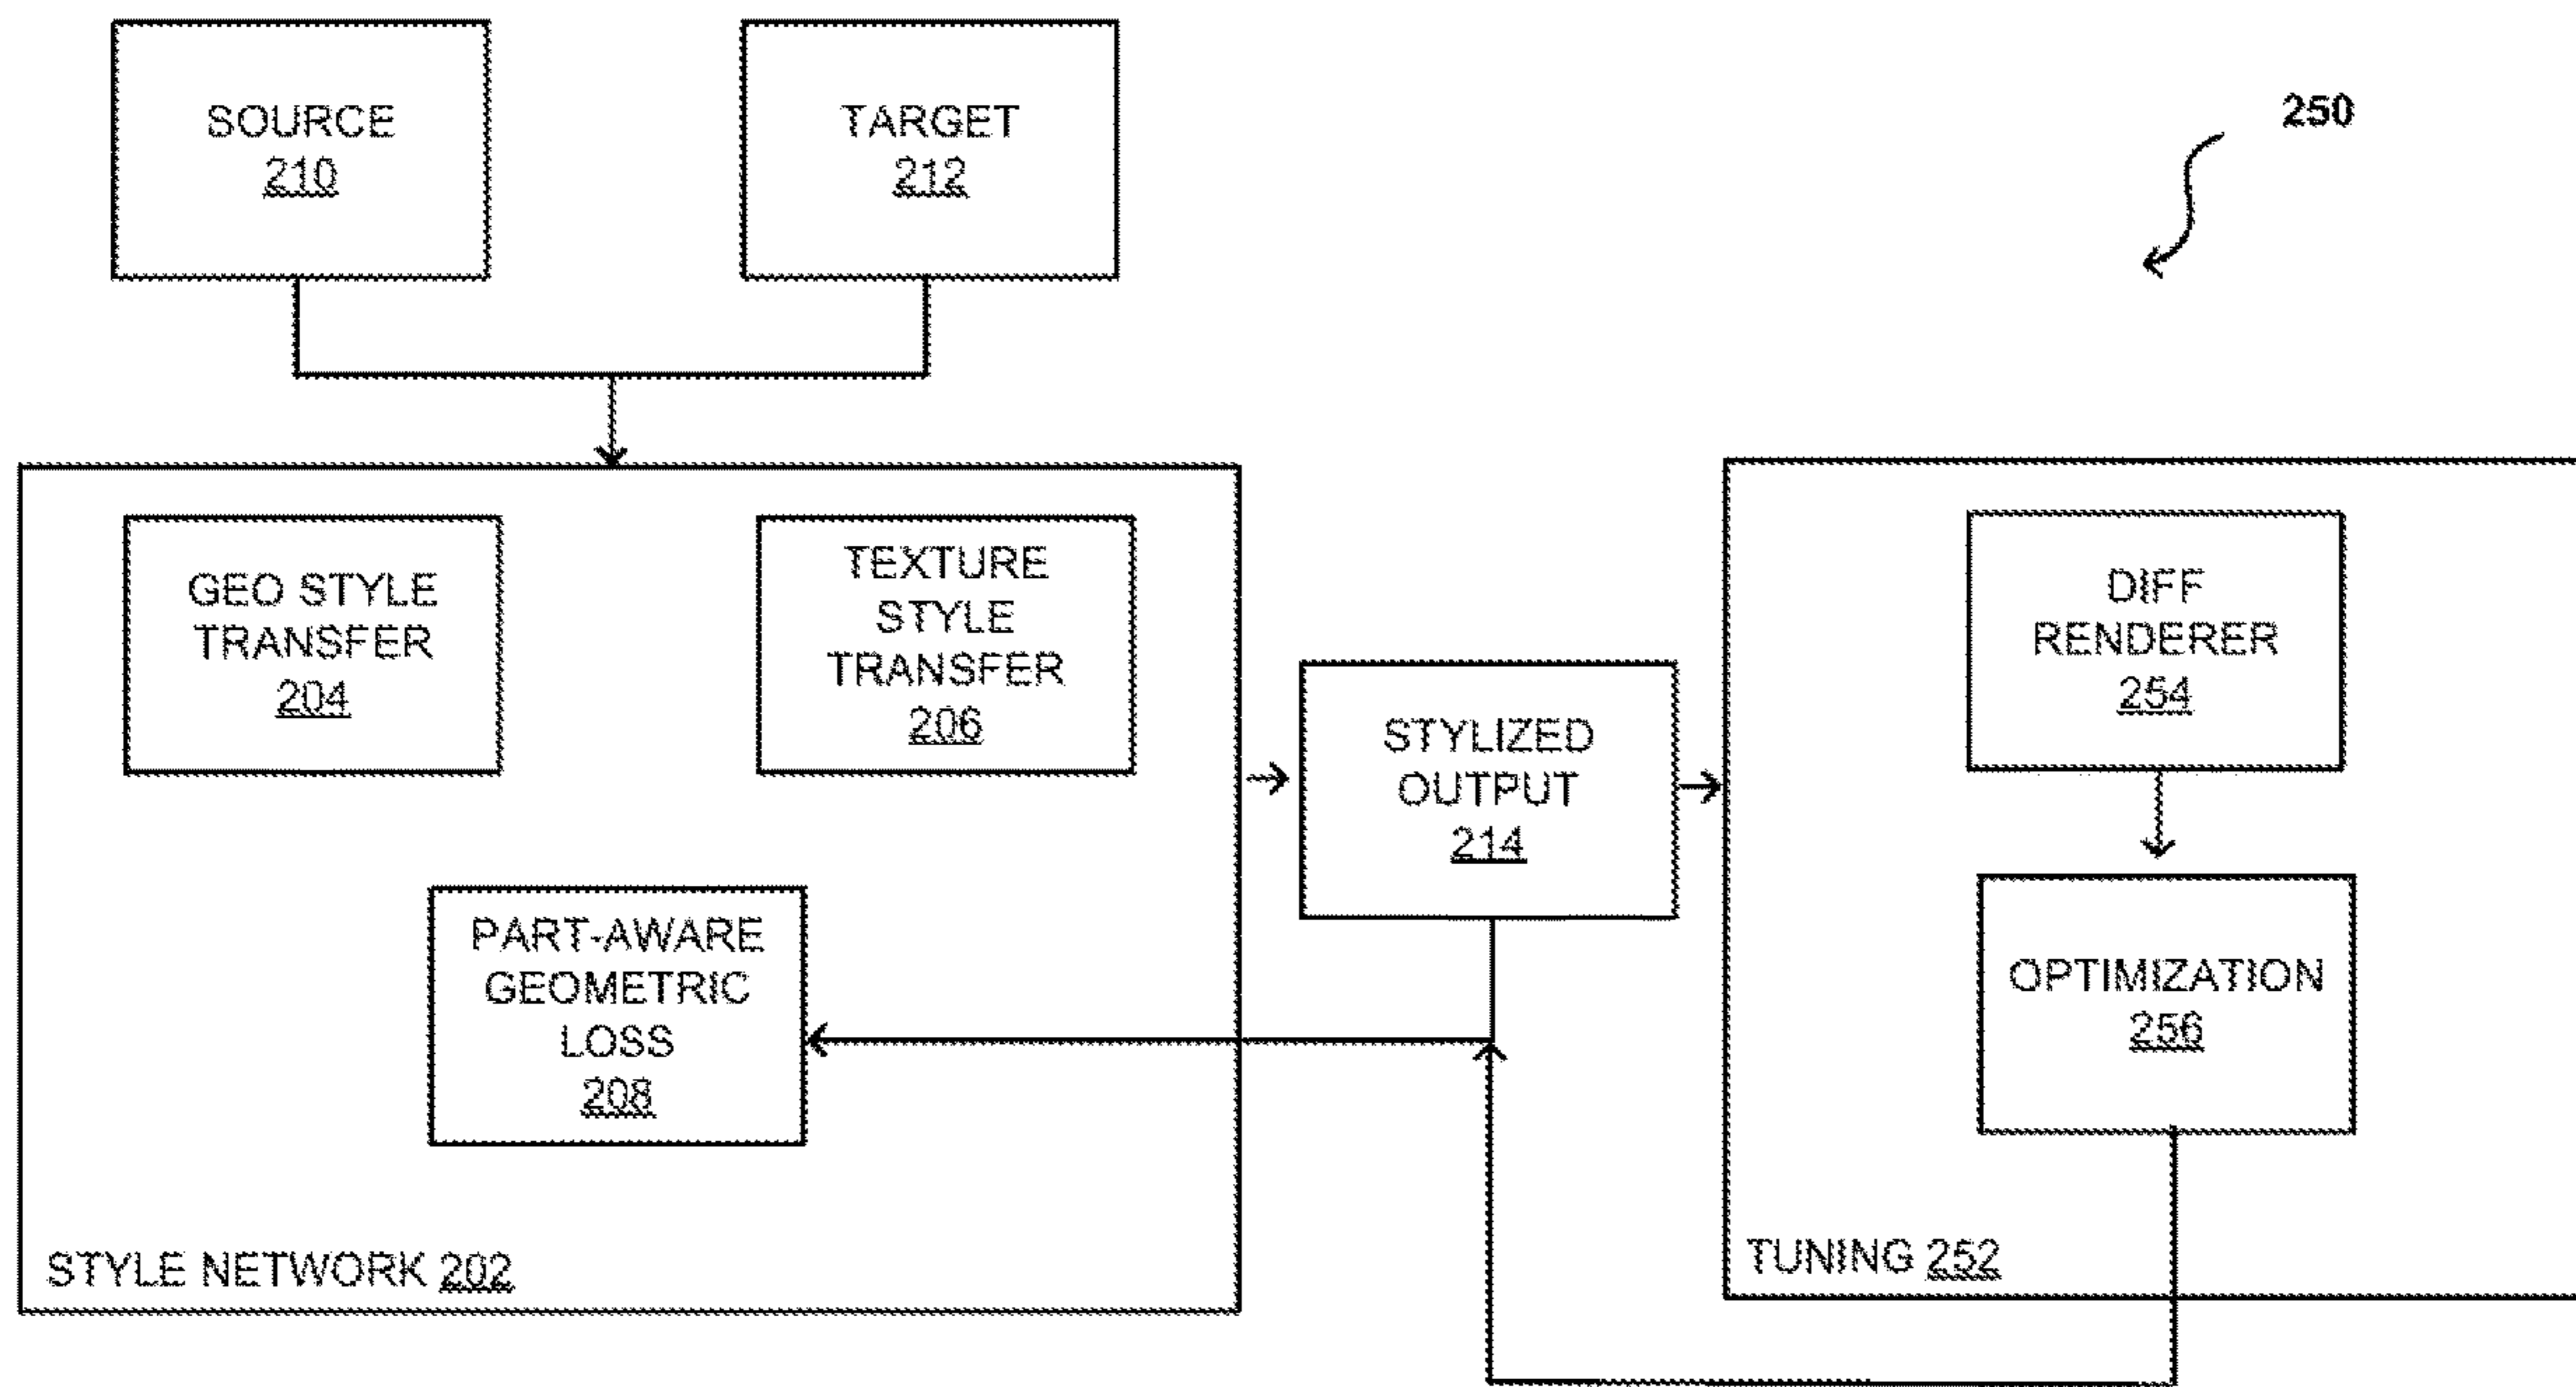 SOURCE
210
TARGET
212
250
GEO STYLE
TRANSFER
204
TEXTURE
STYLE
TRANSFER
206
PART-AWARE
GEOMETRIC
LOSS
208
STYLE NETWORK 202
STYLIZED
OUTPUT
214
DIFF
RENDERER
254
OPTIMIZATION
256
TUNING 252